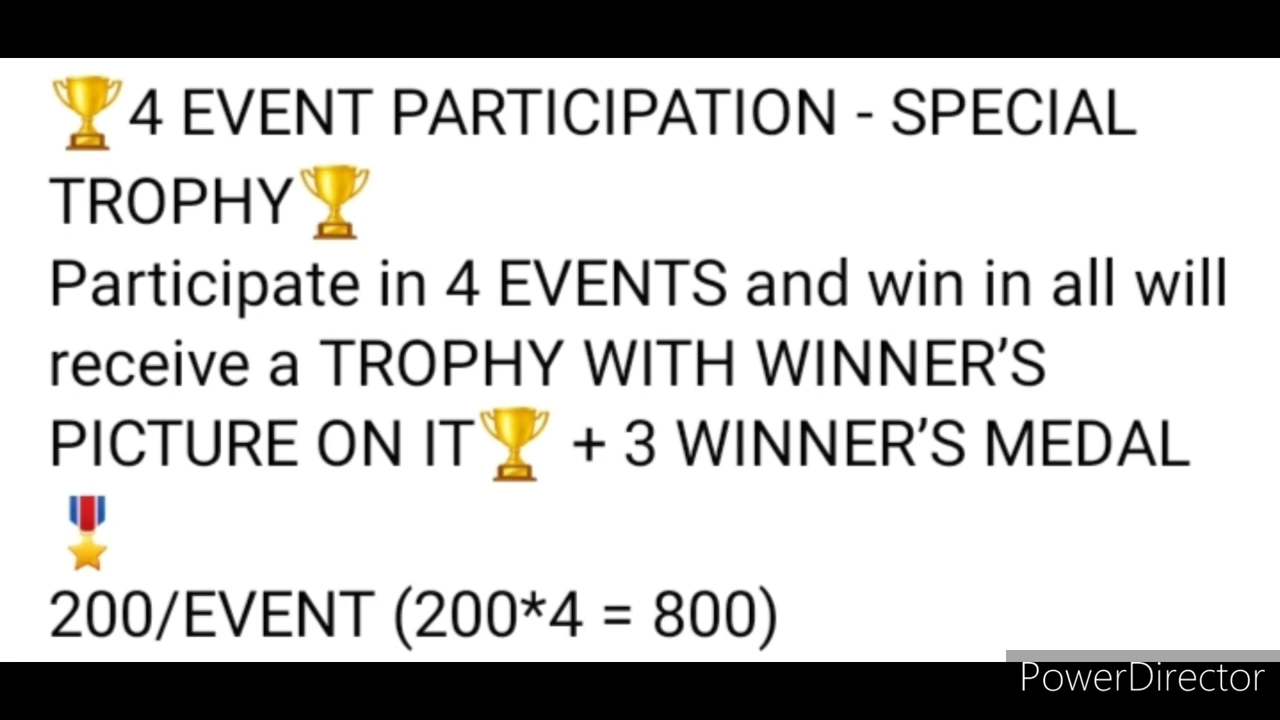 🏆4 EVENT PARTICIPATION - SPECIAL
TROPHY🏆
Participate in 4 EVENTS and win in all will
receive a TROPHY WITH WINNER’S
PICTURE ON IT🏆 + 3 WINNER’S MEDAL
🎖️
200/EVENT (200*4 = 800)
PowerDirector